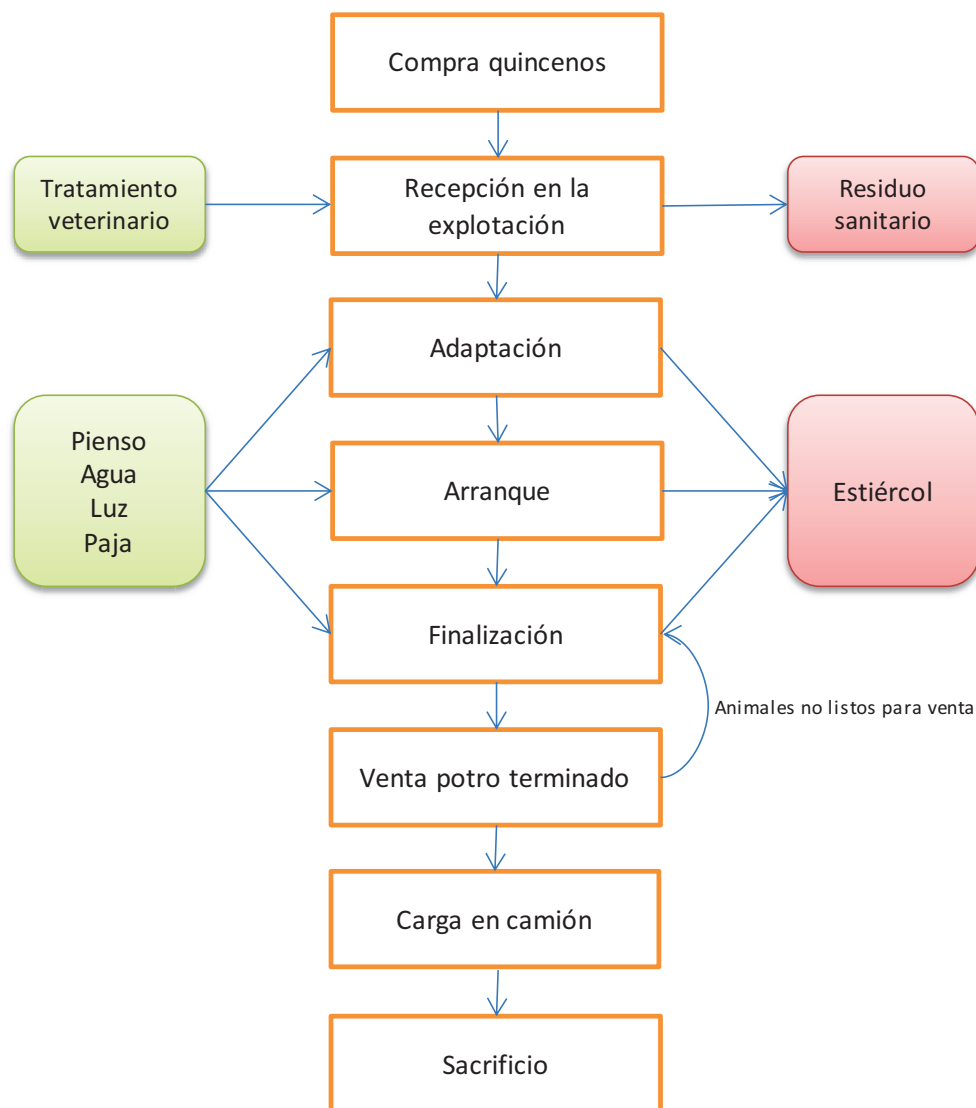 Compra quincenos
Tratamiento
veterinario
Recepción en la
explotación
Residuo
sanitario
Adaptación
Pienso
Agua
Luz
Paja
Arranque
Estiércol
Finalización
Animales no listos para venta
Venta potro terminado
Carga en camión
Sacrificio